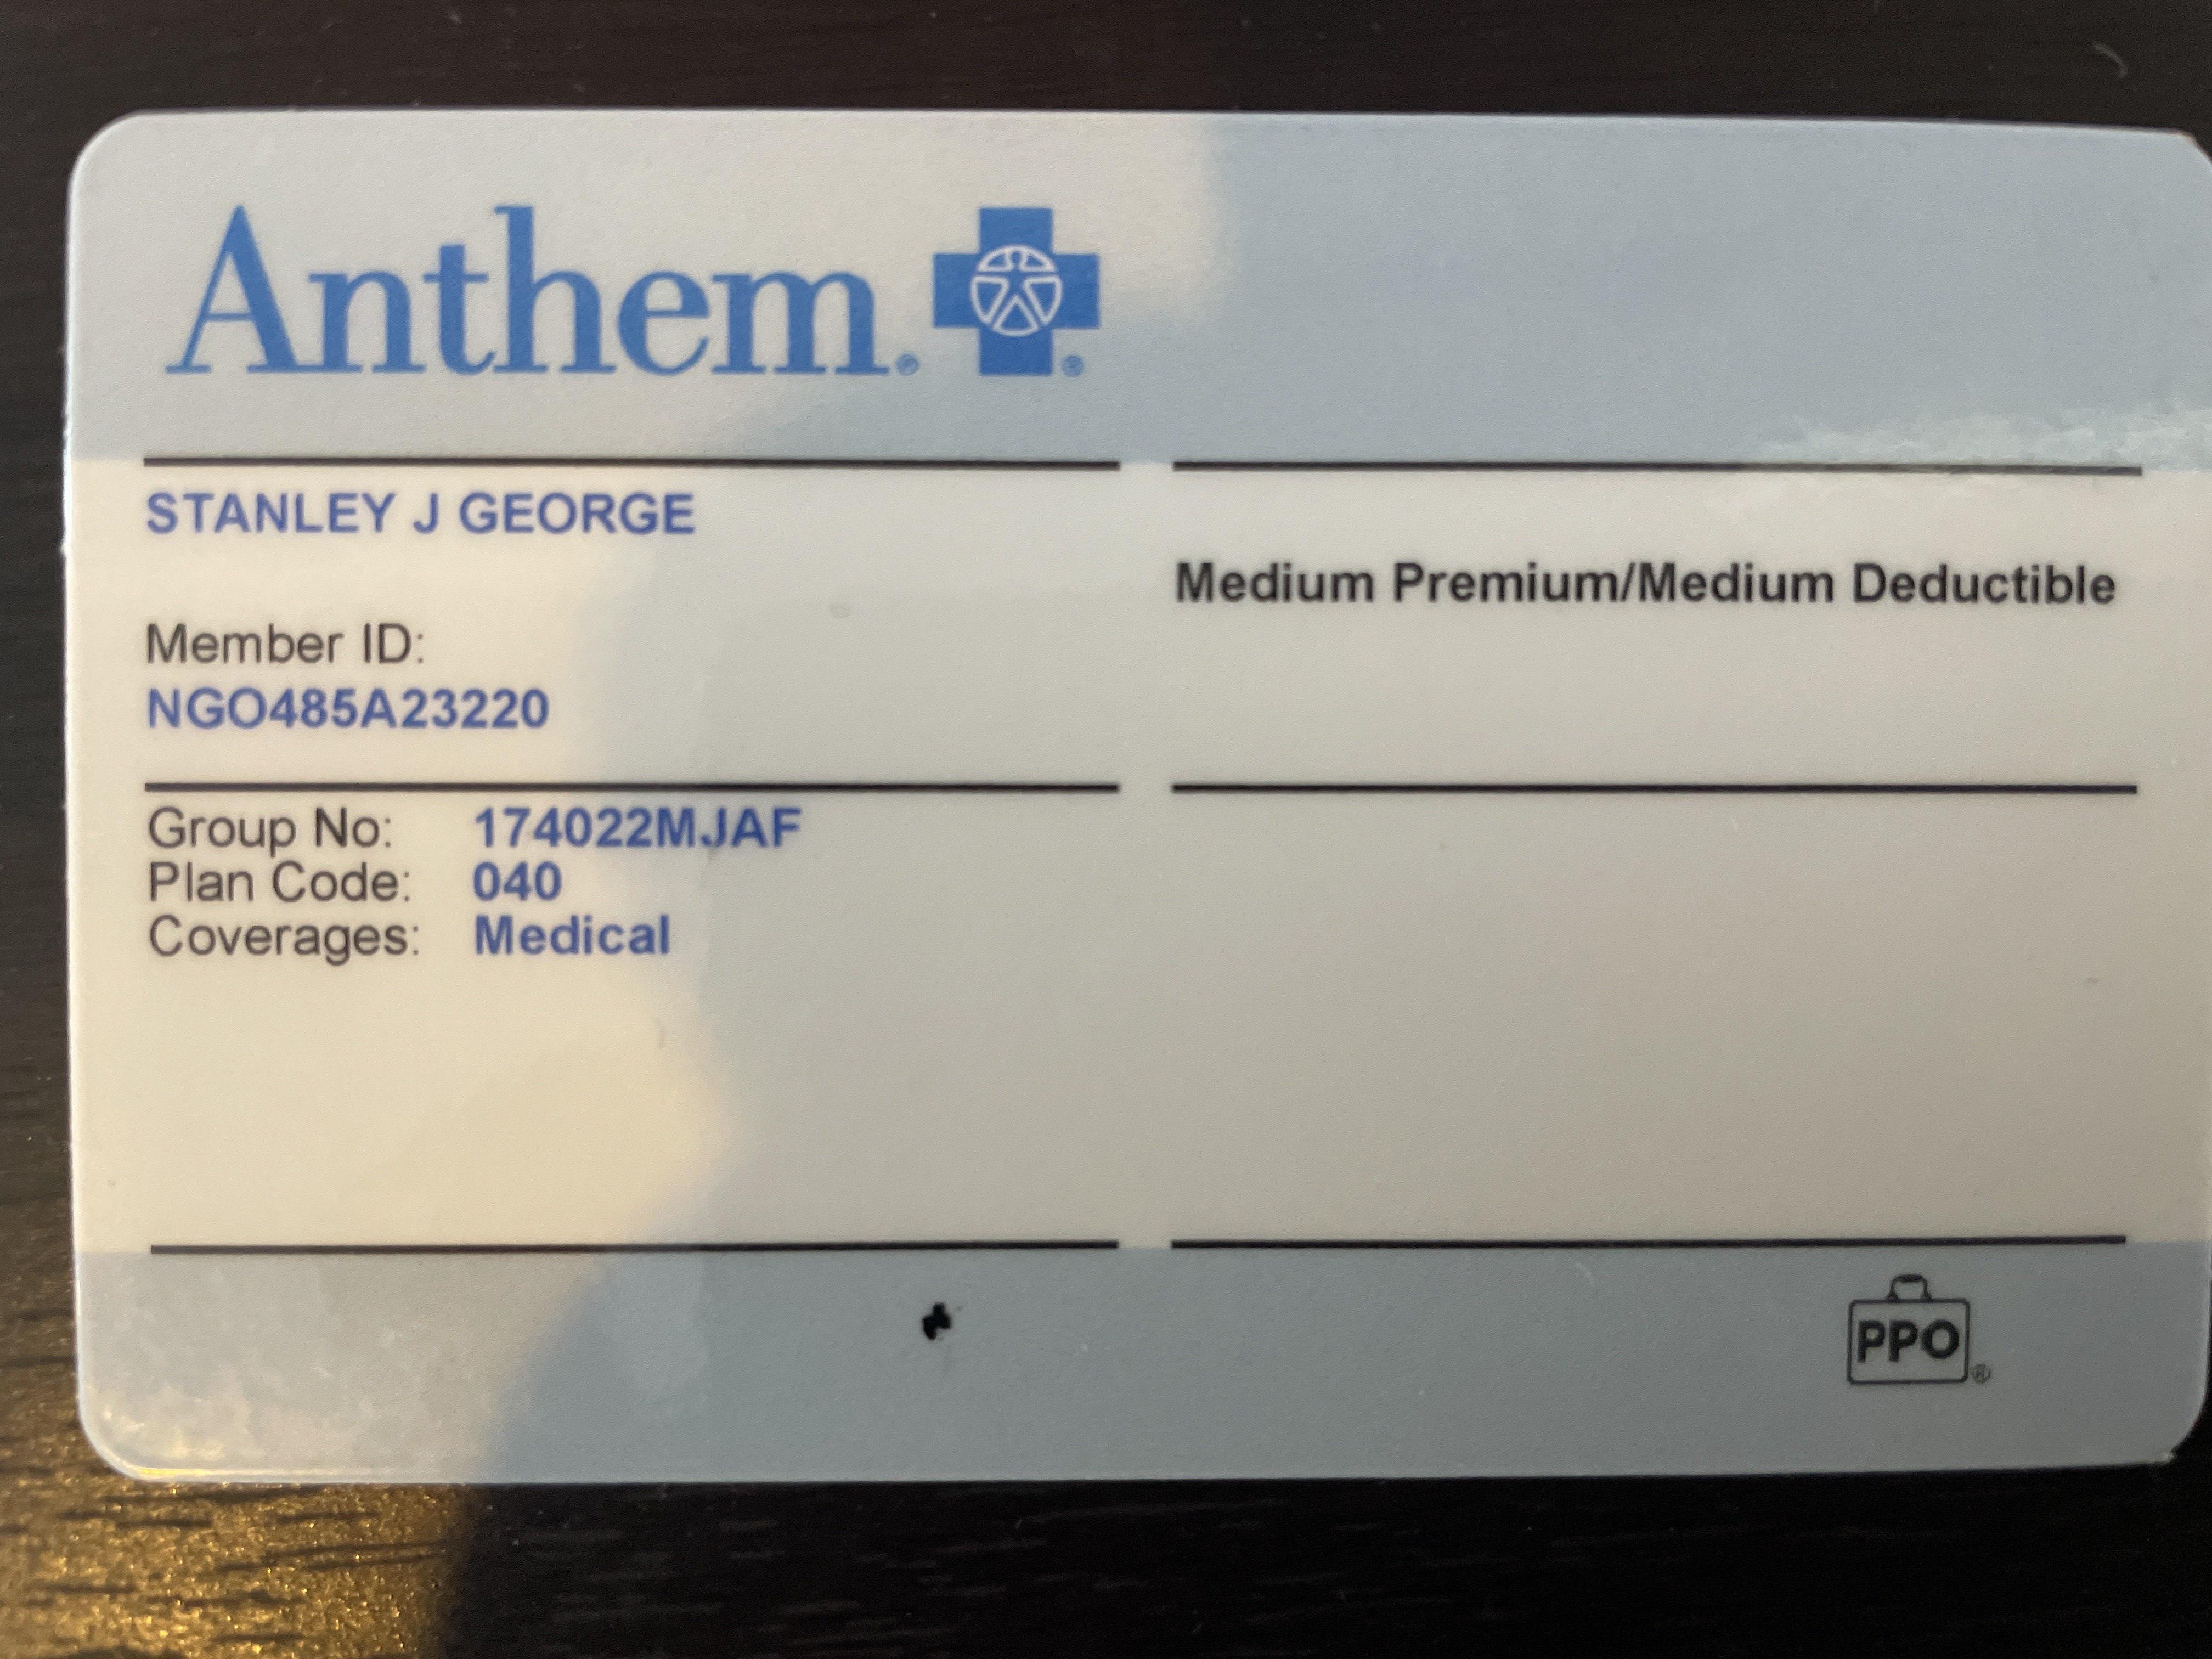 Anthem.® ®
STANLEY J GEORGE
Medium Premium/Medium Deductible
Member ID:
NGO485A23220
Group No: 174022MJAF
Plan Code: 040
Coverages: Medical
PPO®